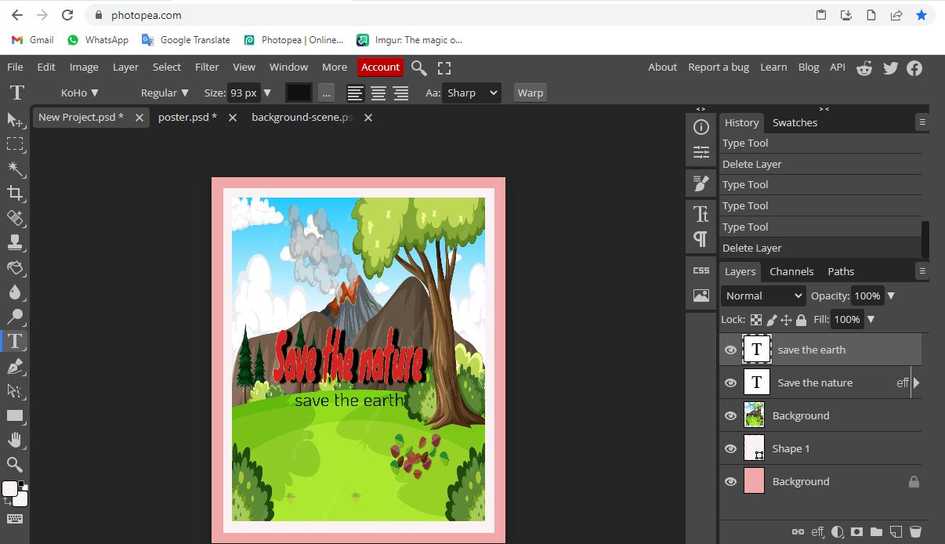 photopea.com
Gmail WhatsApp Google Translate Photopea | Online... Imgur: The magic o...
File Edit Image Layer Select Filter View Window More Account About Report a bug Learn Blog API
T KoHo Regular Size: 93 px ... Aa: Sharp Warp
New Project.psd * poster.psd * background-scene.ps
< > > <
History Swatches
Type Tool
Delete Layer
Type Tool
Type Tool
Type Tool
Delete Layer
CSS
Layers Channels Paths
Normal Opacity: 100%
Lock: Fill: 100%
T save the earth
T Save the nature eff
Background
Shape 1
Background
eff
Save the nature
save the earth